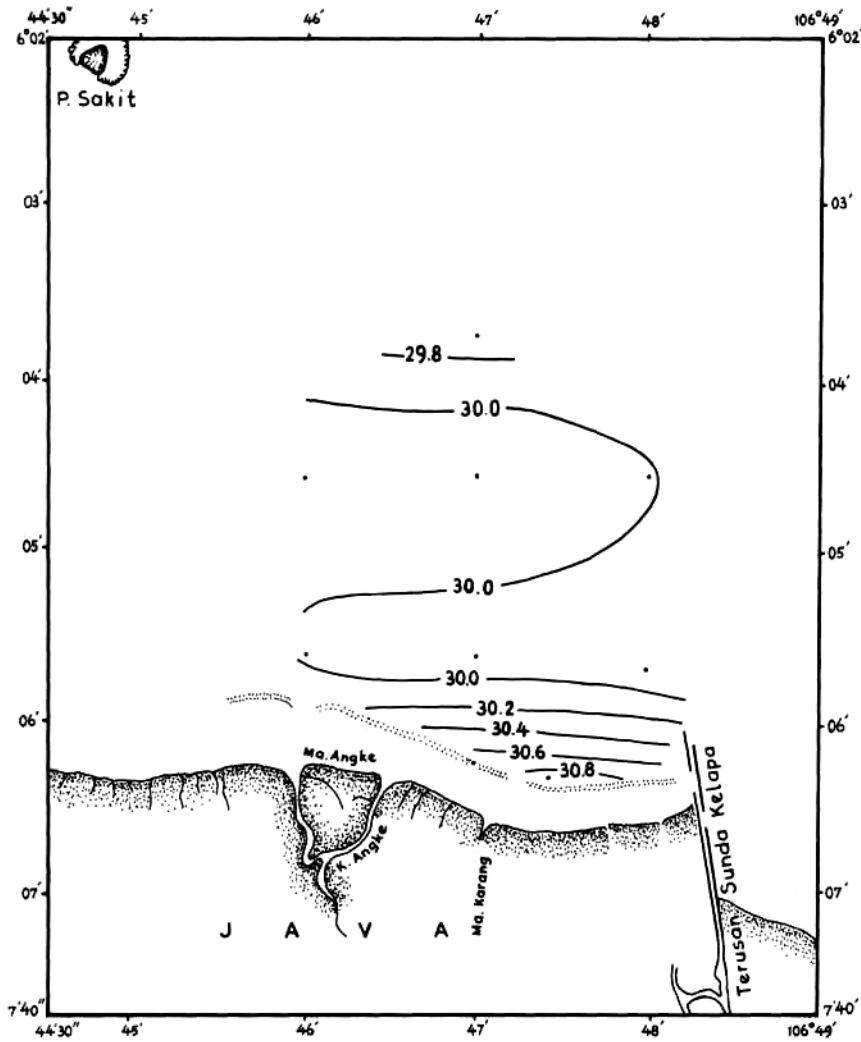 44'30" 45' 46' 47' 48' 106°49'
6°02' 6°02'
P. Sakit
03' 03'
29.8
04' 04'
30.0
05' 05'
30.0
30.0
30.2
06' 06'
30.4
30.6
Ma. Angke
30.8
K. Angke
Ma. Karang
Terusan Sunda Kelapa
07' 07'
J A V A
7'40" 7'40"
44'30" 45' 46' 47' 48' 106°49'